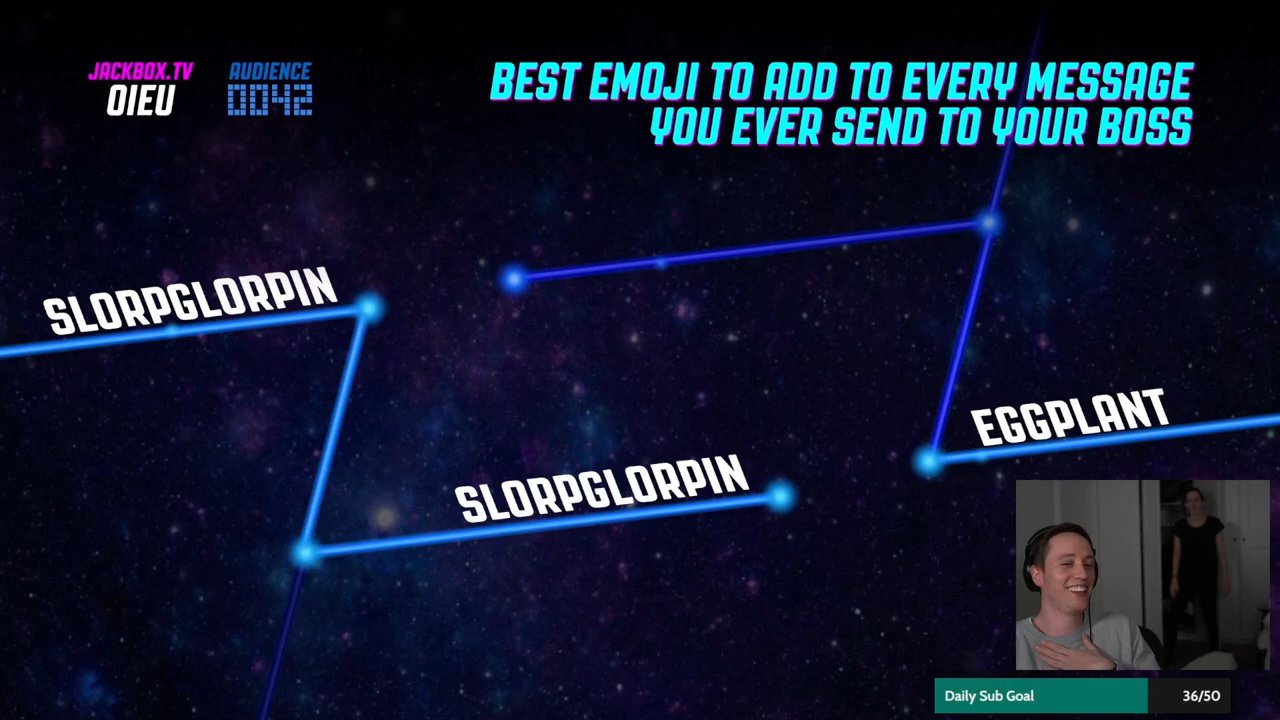 JACKBOX.TV
OIEU
AUDIENCE
0042
BEST EMOJI TO ADD TO EVERY MESSAGE
YOU EVER SEND TO YOUR BOSS
SLORPGLORPIN
EGGPLANT
SLORPGLORPIN
Daily Sub Goal
36/50